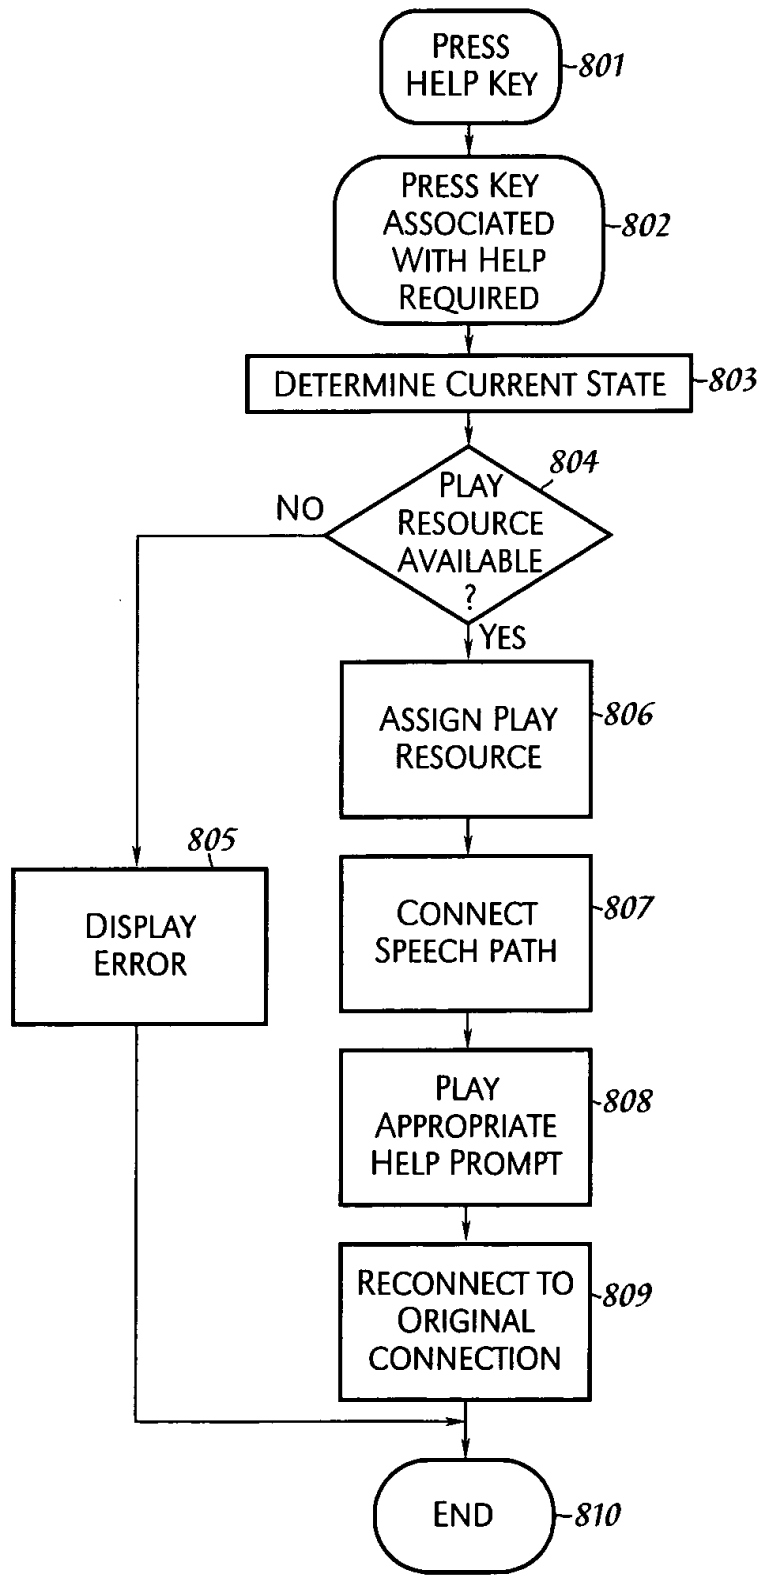 PRESS
HELP KEY
801
PRESS KEY
ASSOCIATED
WITH HELP
REQUIRED
802
DETERMINE CURRENT STATE
803
804
PLAY
RESOURCE
AVAILABLE
?
NO
YES
ASSIGN PLAY
RESOURCE
806
805
DISPLAY
ERROR
CONNECT
SPEECH PATH
807
PLAY
APPROPRIATE
HELP PROMPT
808
RECONNECT TO
ORIGINAL
CONNECTION
809
END
810